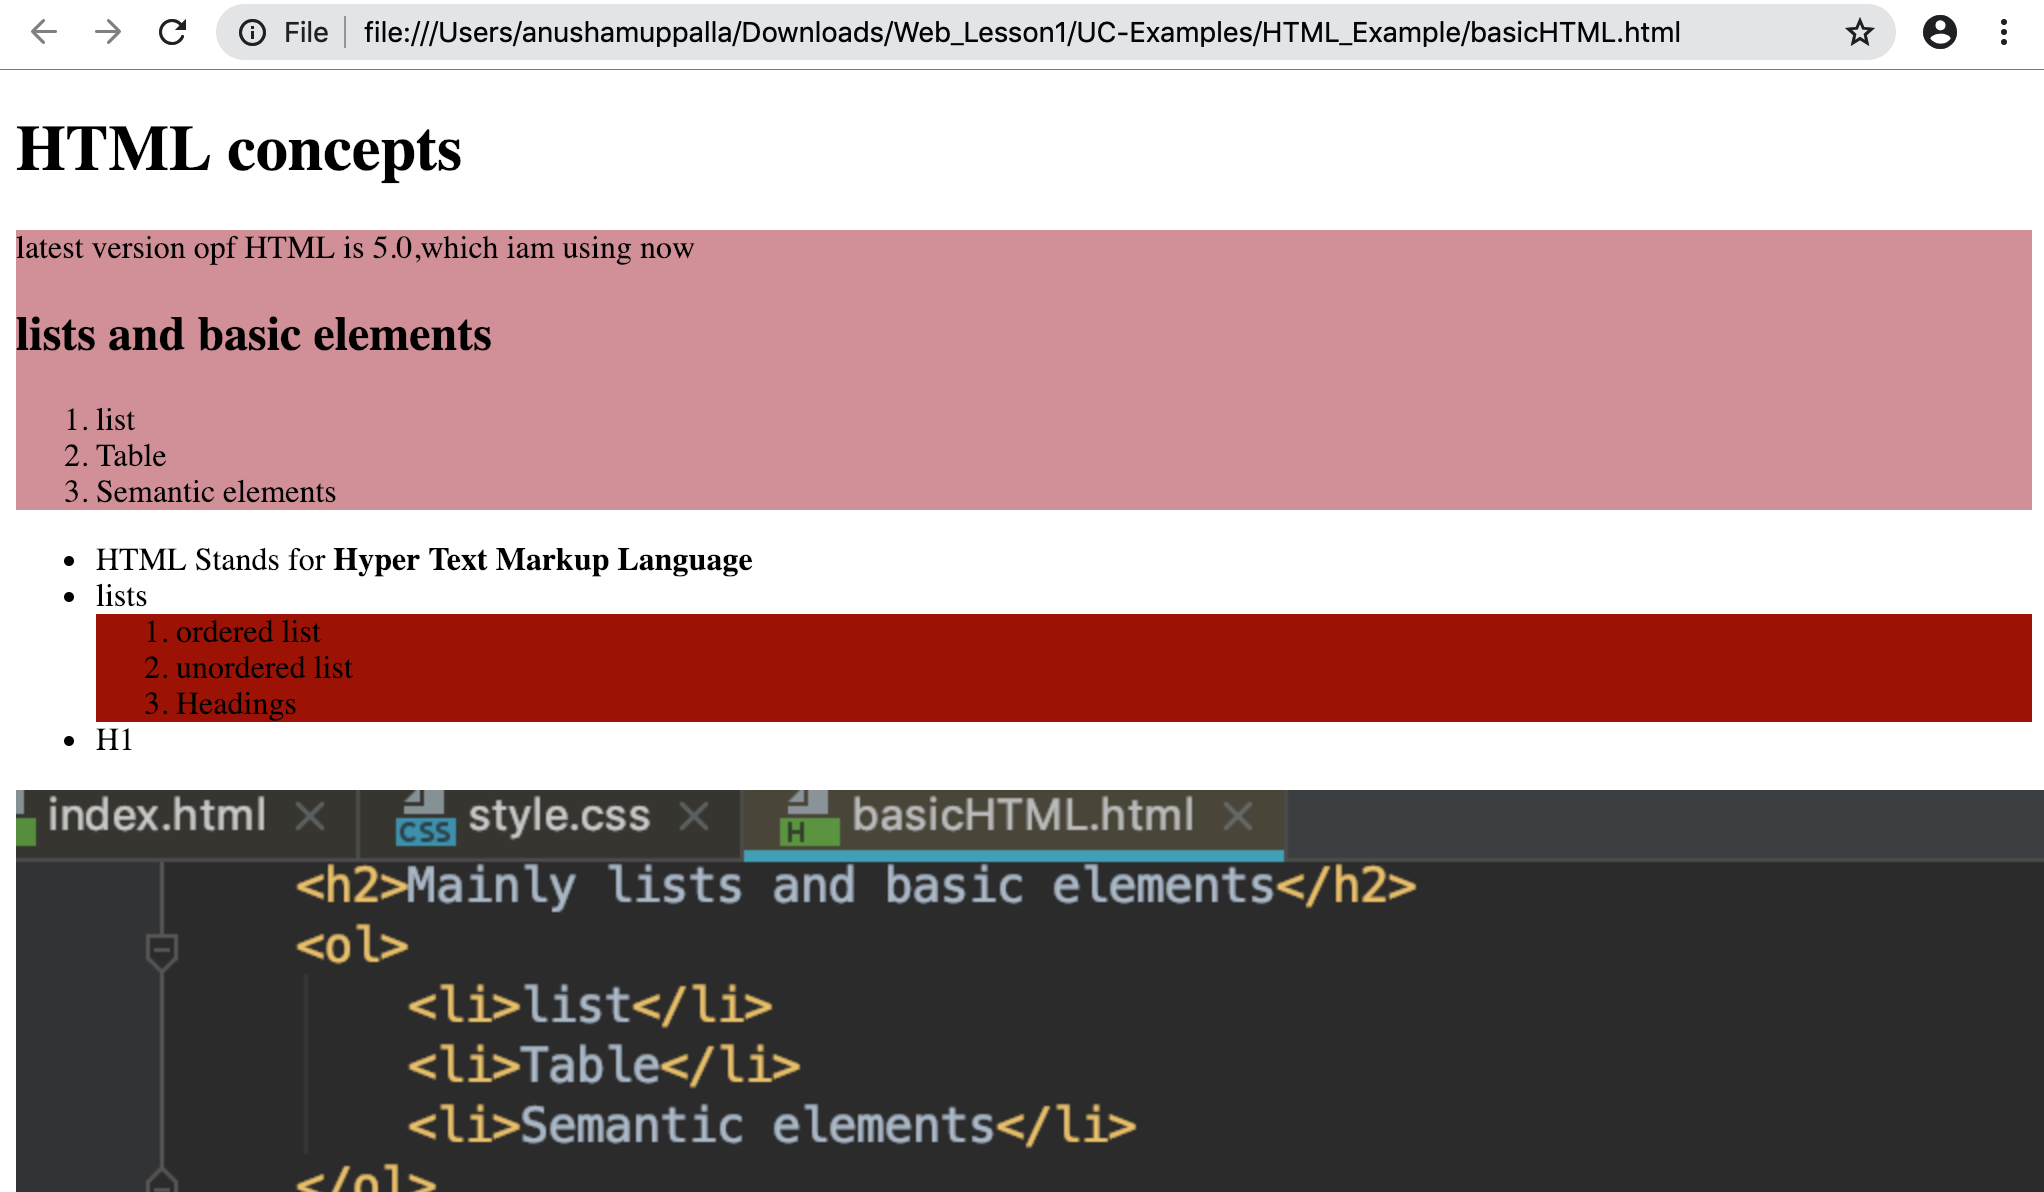 File file:///Users/anushamuppalla/Downloads/Web_Lesson1/UC-Examples/HTML_Example/basicHTML.html
HTML concepts
latest version opf HTML is 5.0,which iam using now
lists and basic elements
1. list
2. Table
3. Semantic elements
• HTML Stands for Hyper Text Markup Language
• lists
1. ordered list
2. unordered list
3. Headings
• H1
index.html CSS style.css H basicHTML.html
<h2>Mainly lists and basic elements</h2>
<ol>
<li>list</li>
<li>Table</li>
<li>Semantic elements</li>
</ol>